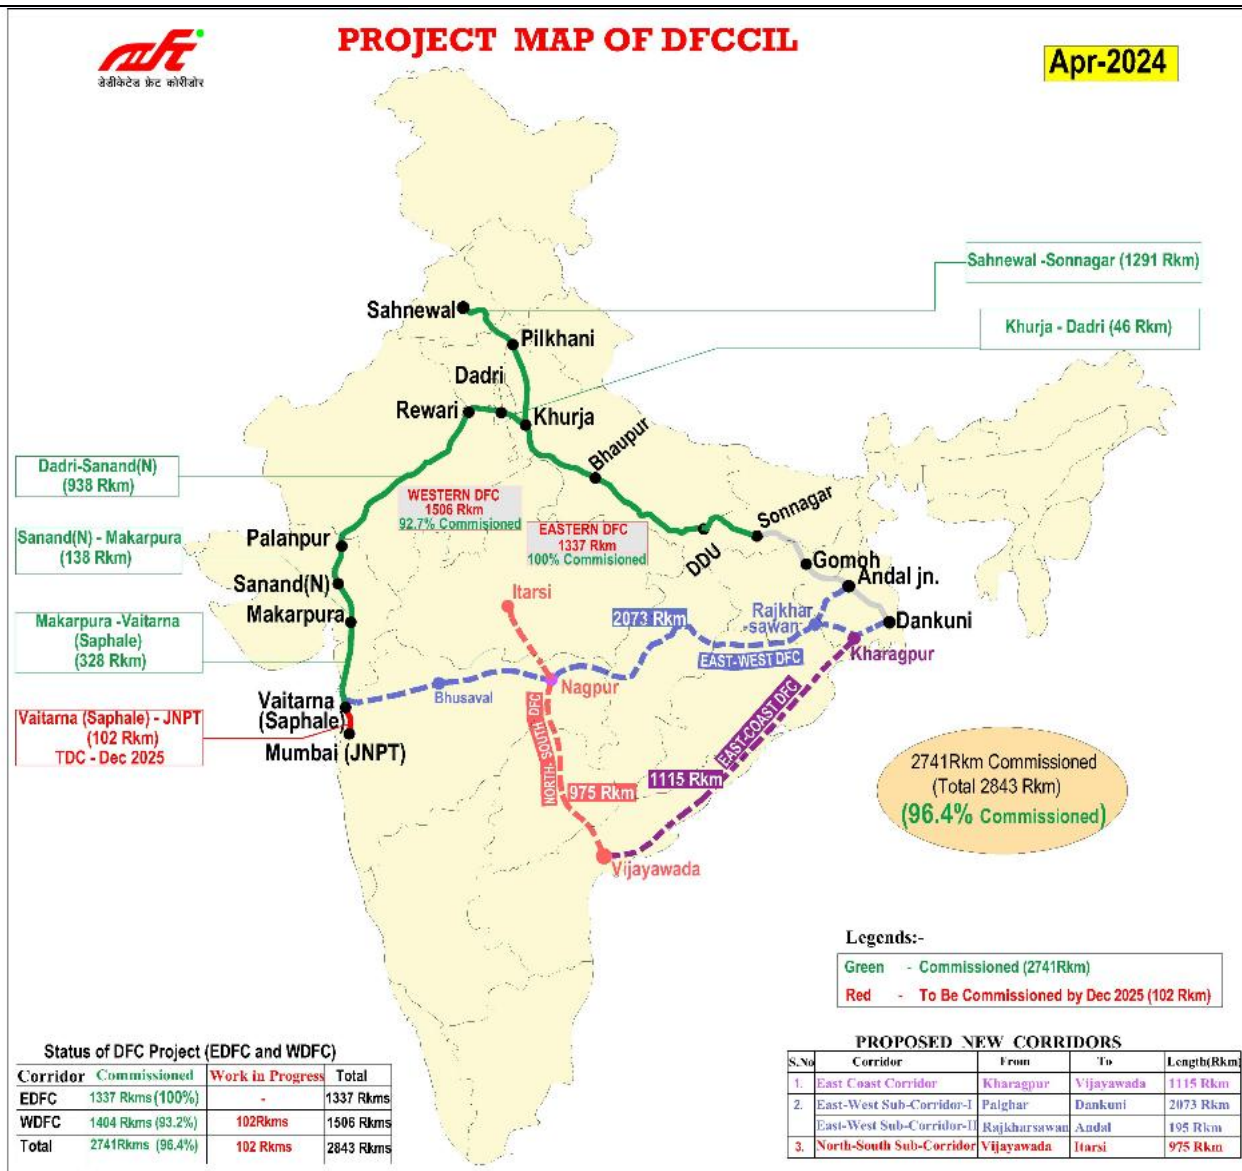 PROJECT MAP OF DFCCIL
Apr-2024
डेडीकेटेड फ्रेट कोरीडोर
Sahnewal -Sonnagar (1291 Rkm)
Khurja - Dadri (46 Rkm)
Sahnewal
Pilkhani
Dadri
Rewari
Khurja
Bhaupur
Dadri-Sanand(N)
(938 Rkm)
WESTERN DFC
1506 Rkm
92.7% Commisioned
EASTERN DFC
1337 Rkm
100% Commisioned
DDU
Sonnagar
Sanand(N) - Makarpura
(138 Rkm)
Palanpur
Gomoh
Andal jn.
Sanand(N)
Itarsi
Makarpura
2073 Rkm
Rajkhar
-sawan
Dankuni
Makarpura -Vaitarna
(Saphale)
(328 Rkm)
EAST-WEST DFC
Kharagpur
Vaitarna
(Saphale)
Bhusaval
Nagpur
Vaitarna (Saphale) - JNPT
(102 Rkm)
TDC - Dec 2025
Mumbai (JNPT)
NORTH- SOUTH DFC
EAST-COAST DFC
975 Rkm
1115 Rkm
Vijayawada
2741Rkm Commissioned
(Total 2843 Rkm)
(96.4% Commissioned)
Legends:-
Green - Commissioned (2741Rkm)
Red - To Be Commissioned by Dec 2025 (102 Rkm)
Status of DFC Project (EDFC and WDFC)
Corridor Commissioned Work in Progress Total
EDFC 1337 Rkms (100%) - 1337 Rkms
WDFC 1404 Rkms (93.2%) 102Rkms 1506 Rkms
Total 2741Rkms (96.4%) 102 Rkms 2843 Rkms
PROPOSED NEW CORRIDORS
S.No Corridor From To Length(Rkm)
1. East Coast Corridor Kharagpur Vijayawada 1115 Rkm
2. East-West Sub-Corridor-I Palghar Dankuni 2073 Rkm
East-West Sub-Corridor-II Rajkharsawan Andal 195 Rkm
3. North-South Sub-Corridor Vijayawada Itarsi 975 Rkm